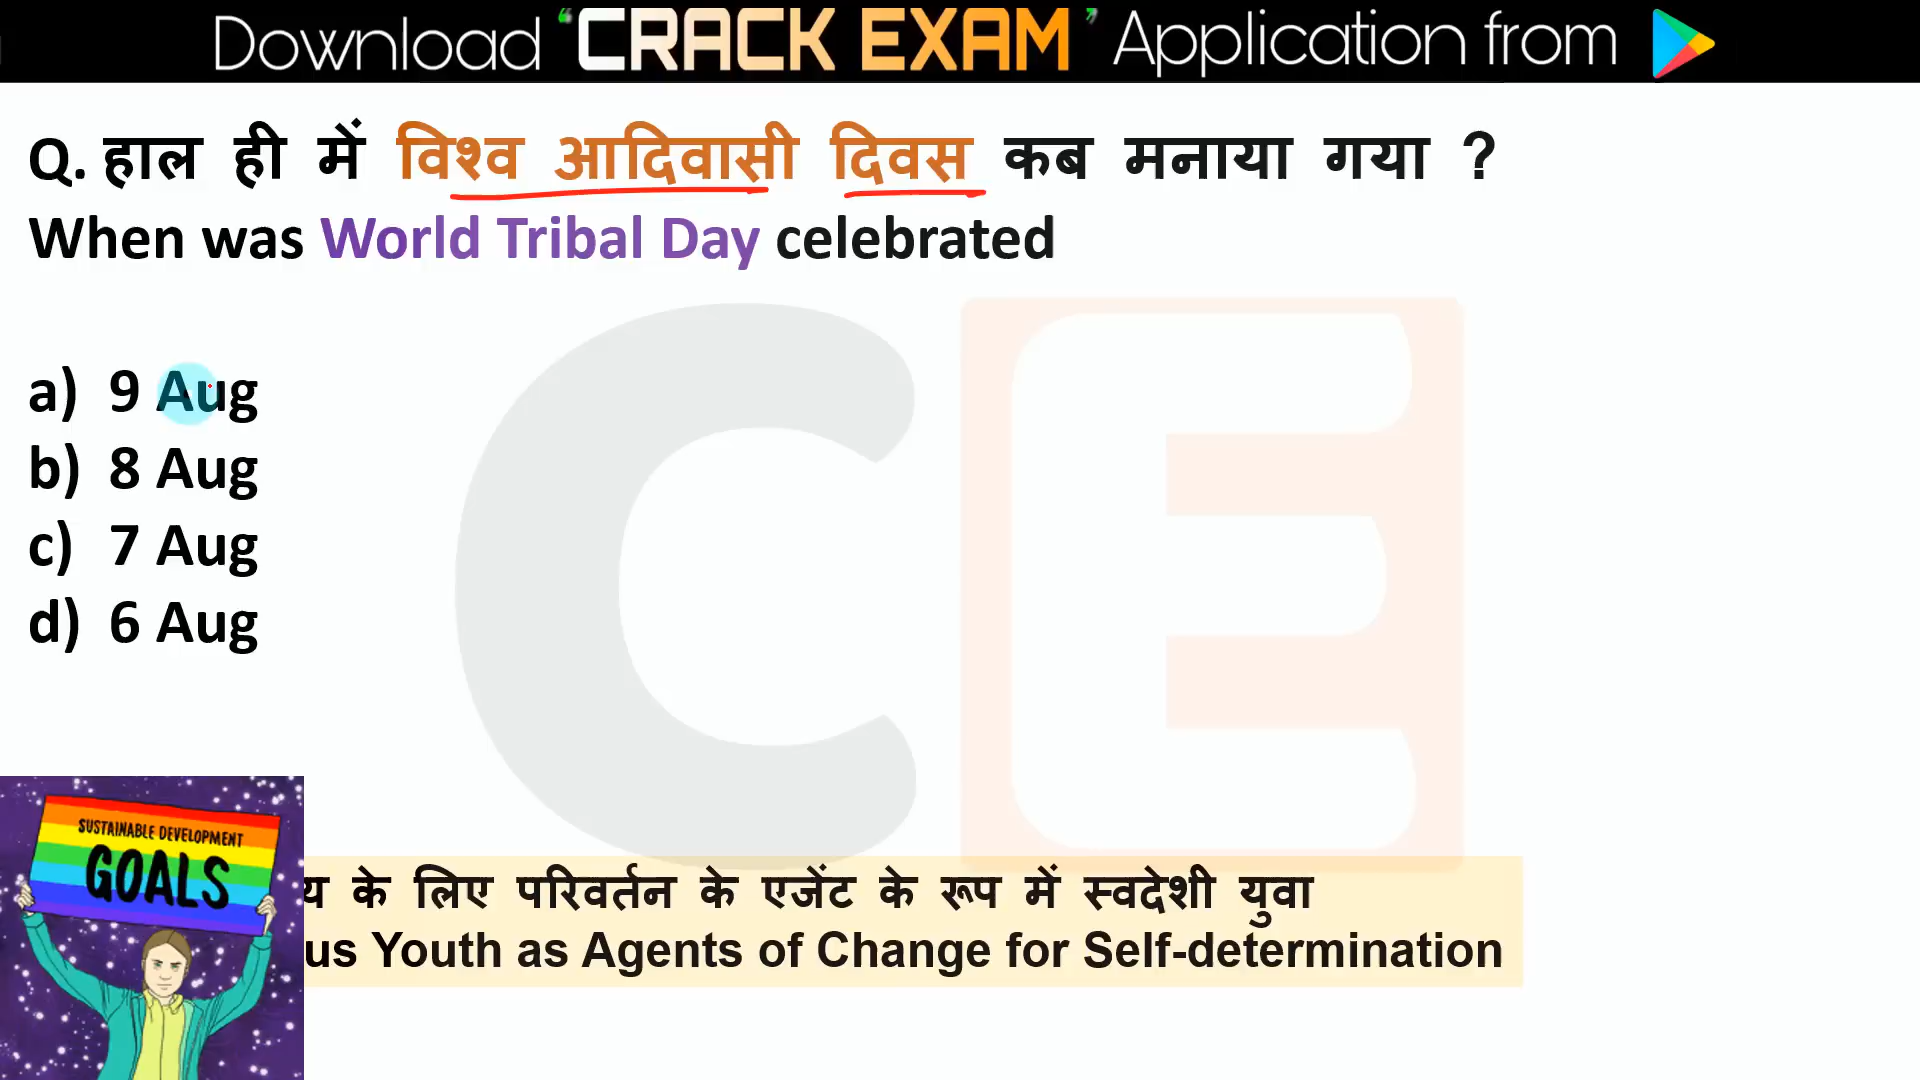 Download 'CRACK EXAM' Application from
Q. हाल ही में विश्व आदिवासी दिवस कब मनाया गया ?
When was World Tribal Day celebrated
a) 9 Aug
b) 8 Aug
c) 7 Aug
d) 6 Aug
CE
SUSTAINABLE DEVELOPMENT
GOALS
के लिए परिवर्तन के एजेंट के रूप में स्वदेशी युवा
Youth as Agents of Change for Self-determination